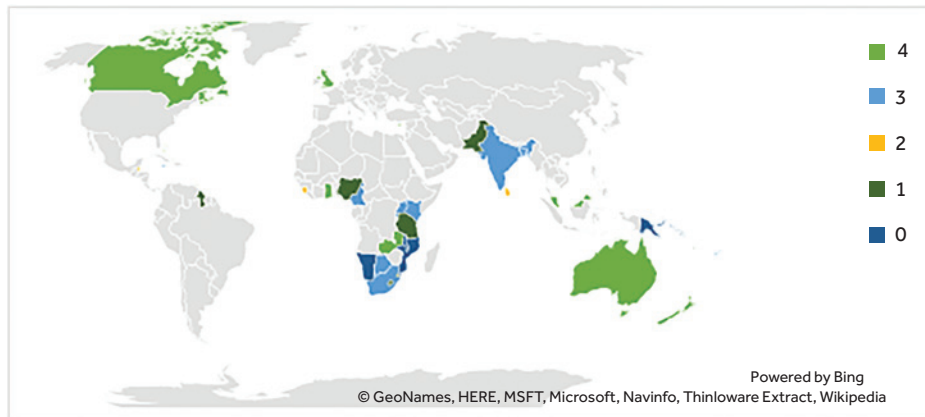 4
3
2
1
0
Powered by Bing
© GeoNames, HERE, MSFT, Microsoft, Navinfo, Thinloware Extract, Wikipedia